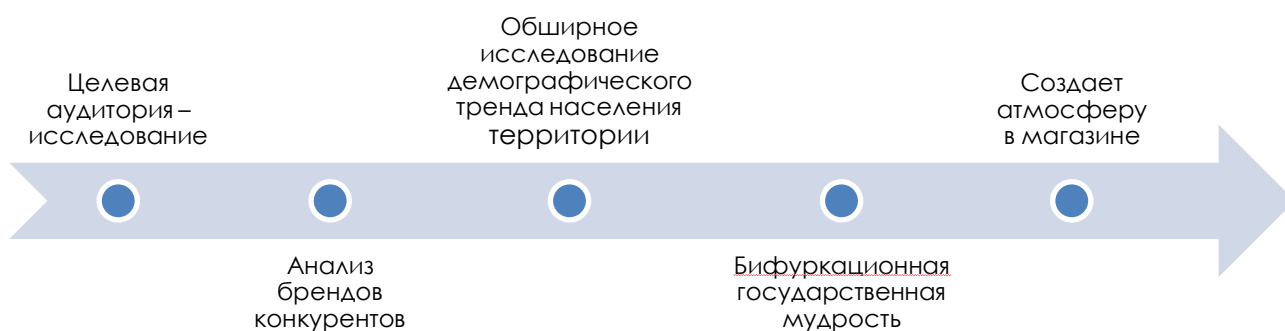 Целевая
аудитория –
исследование
Анализ
брендов
конкурентов
Обширное
исследование
демографического
тренда населения
территории
Бифуркационная
государственная
мудрость
Создает
атмосферу
в магазине